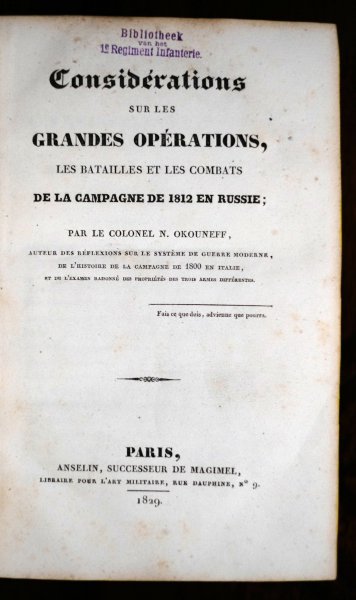 Bibliotheek
van het
1e Regiment Infanterie.
Considérations
SUR LES
GRANDES OPÉRATIONS,
LES BATAILLES ET LES COMBATS
DE LA CAMPAGNE DE 1812 EN RUSSIE;
PAR LE COLONEL N. OKOUNEFF,
AUTEUR DES RÉFLEXIONS SUR LE SYSTÈME DE GUERRE MODERNE,
DE L'HISTOIRE DE LA CAMPAGNE DE 1800 EN ITALIE,
ET DE L'EXAMEN RAISONNÉ DES PROPRIÉTÉS DES TROIS ARMES DIFFÉRENTES.
Fais ce que dois, advienne que pourra.
PARIS,
ANSELIN, SUCCESSEUR DE MAGIMEL,
LIBRAIRE POUR L'ART MILITAIRE, RUE DAUPHINE, No 9.
1829.